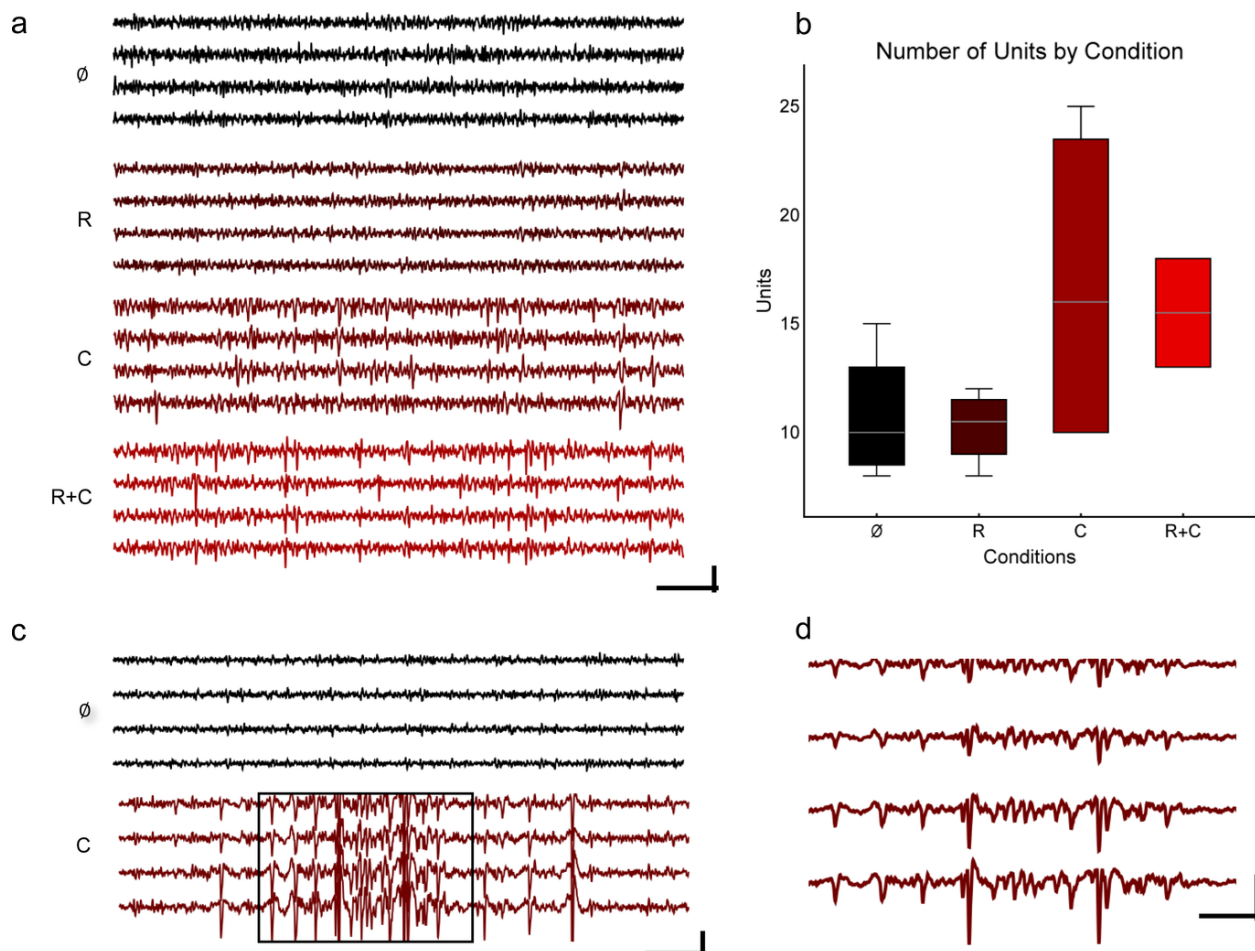 a
Ø
R
C
R+C
b
Number of Units by Condition
25
20
15
10
Units
Ø
R
C
R+C
Conditions
c
Ø
C
d